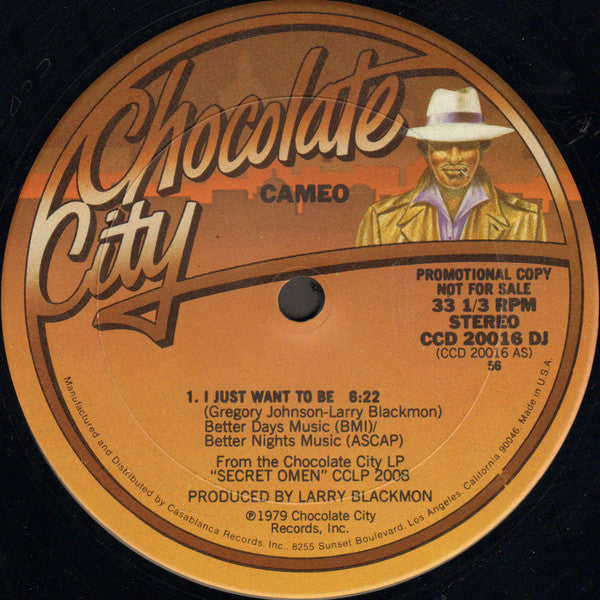 Chocolate
City
CAMEO
PROMOTIONAL COPY
NOT FOR SALE
33 1/3 RPM
STEREO
CCD 20016 DJ
(CCD 20016 AS)
56
1. I JUST WANT TO BE 6:22
(Gregory Johnson-Larry Blackmon)
Better Days Music (BMI)/
Better Nights Music (ASCAP)
From the Chocolate City LP
"SECRET OMEN" CCLP 2008
PRODUCED BY LARRY BLACKMON
℗1979 Chocolate City
Records, Inc.
Manufactured and Distributed by Casablanca Records, Inc., 8255 Sunset Boulevard, Los Angeles, California 90046. Made in U.S.A.